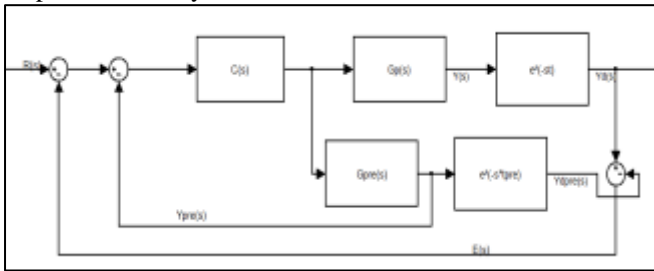 R(s)
C(s)
Gp(s)
Y(s)
e^(-st)
Yd(s)
Gpre(s)
e^(-s*tpre)
Ydpre(s)
Ypre(s)
E(s)